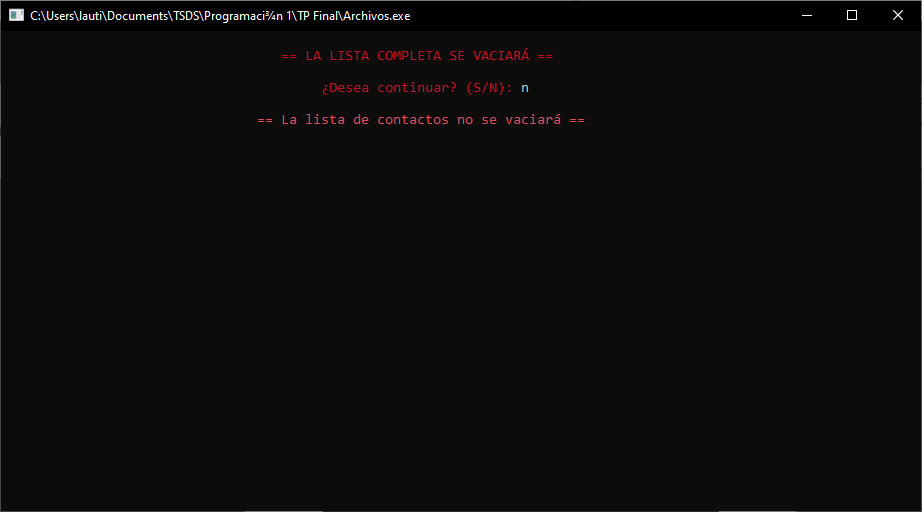 C:\Users\lauti\Documents\TSDS\Programaci¾n 1\TP Final\Archivos.exe
== LA LISTA COMPLETA SE VACIARÁ ==
¿Desea continuar? (S/N): n
== La lista de contactos no se vaciará ==